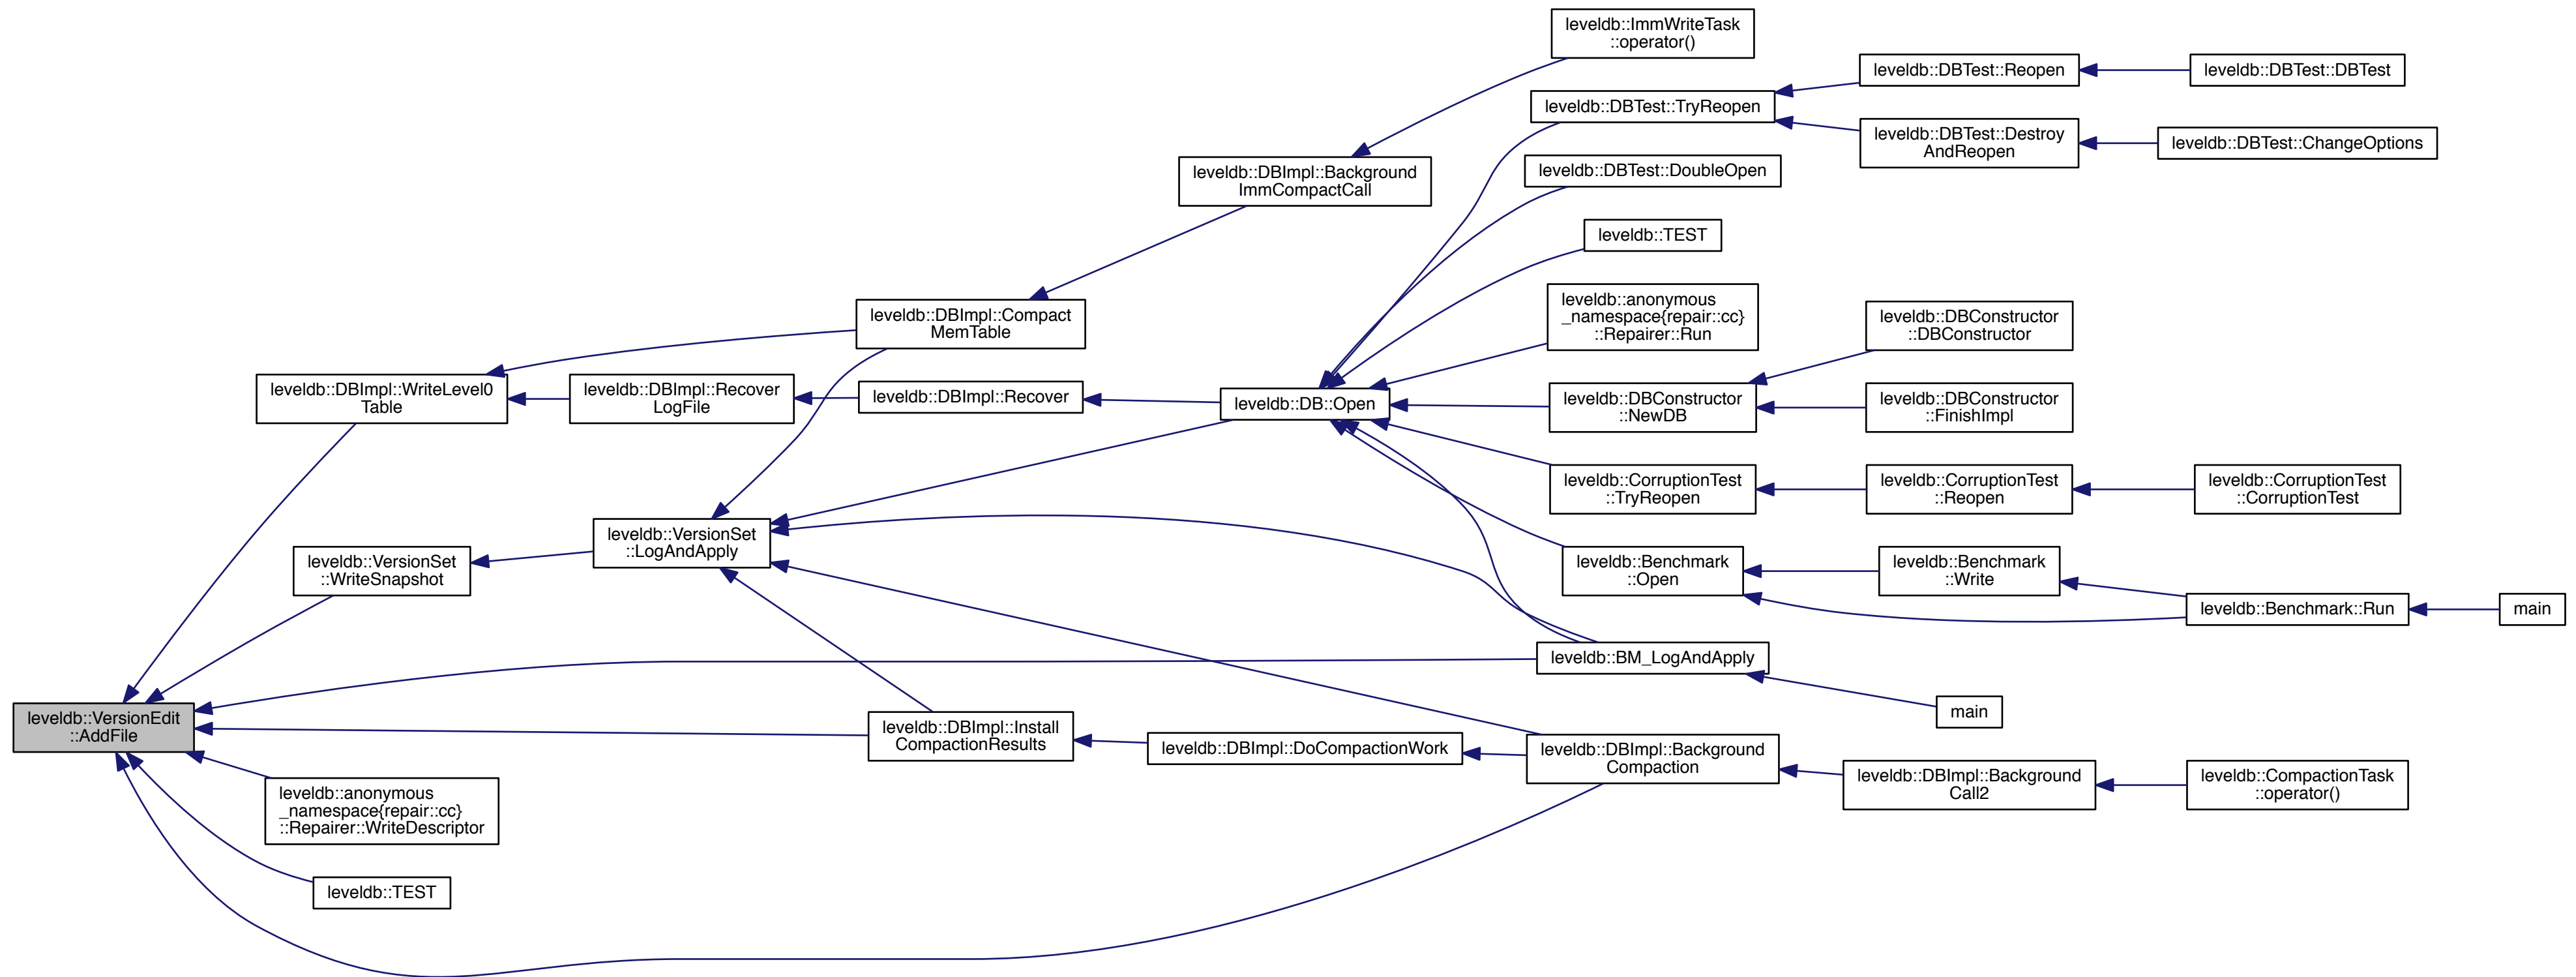 leveldb::ImmWriteTask
::operator()
leveldb::DBTest::Reopen
leveldb::DBTest::DBTest
leveldb::DBTest::TryReopen
leveldb::DBTest::Destroy
AndReopen
leveldb::DBTest::ChangeOptions
leveldb::DBImpl::Background
ImmCompactCall
leveldb::DBTest::DoubleOpen
leveldb::TEST
leveldb::DBImpl::Compact
MemTable
leveldb::anonymous
_namespace{repair::cc}
::Repairer::Run
leveldb::DBConstructor
::DBConstructor
leveldb::DBImpl::WriteLevel0
Table
leveldb::DBImpl::Recover
LogFile
leveldb::DBImpl::Recover
leveldb::DB::Open
leveldb::DBConstructor
::NewDB
leveldb::DBConstructor
::FinishImpl
leveldb::CorruptionTest
::TryReopen
leveldb::CorruptionTest
::Reopen
leveldb::CorruptionTest
::CorruptionTest
leveldb::VersionSet
::WriteSnapshot
leveldb::VersionSet
::LogAndApply
leveldb::Benchmark
::Open
leveldb::Benchmark
::Write
leveldb::Benchmark::Run
main
leveldb::BM_LogAndApply
main
leveldb::VersionEdit
::AddFile
leveldb::DBImpl::Install
CompactionResults
leveldb::DBImpl::DoCompactionWork
leveldb::DBImpl::Background
Compaction
leveldb::DBImpl::Background
Call2
leveldb::CompactionTask
::operator()
leveldb::anonymous
_namespace{repair::cc}
::Repairer::WriteDescriptor
leveldb::TEST